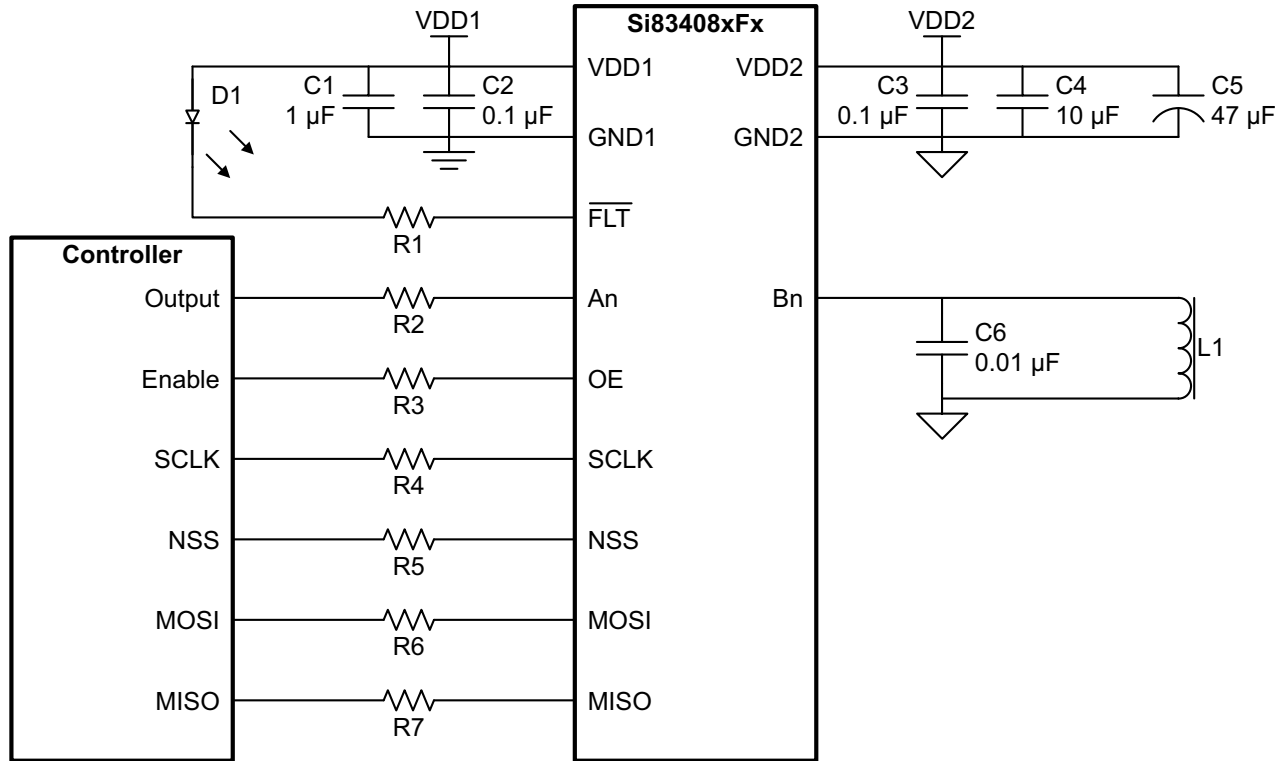 VDD1
Si83408xFx
VDD2
VDD1
VDD2
D1
C1
1 µF
C2
0.1 µF
C3
0.1 µF
C4
10 µF
C5
47 µF
GND1
GND2
FLT
R1
Controller
Output
R2
An
Bn
C6
0.01 µF
L1
Enable
R3
OE
SCLK
R4
SCLK
NSS
R5
NSS
MOSI
R6
MOSI
MISO
R7
MISO